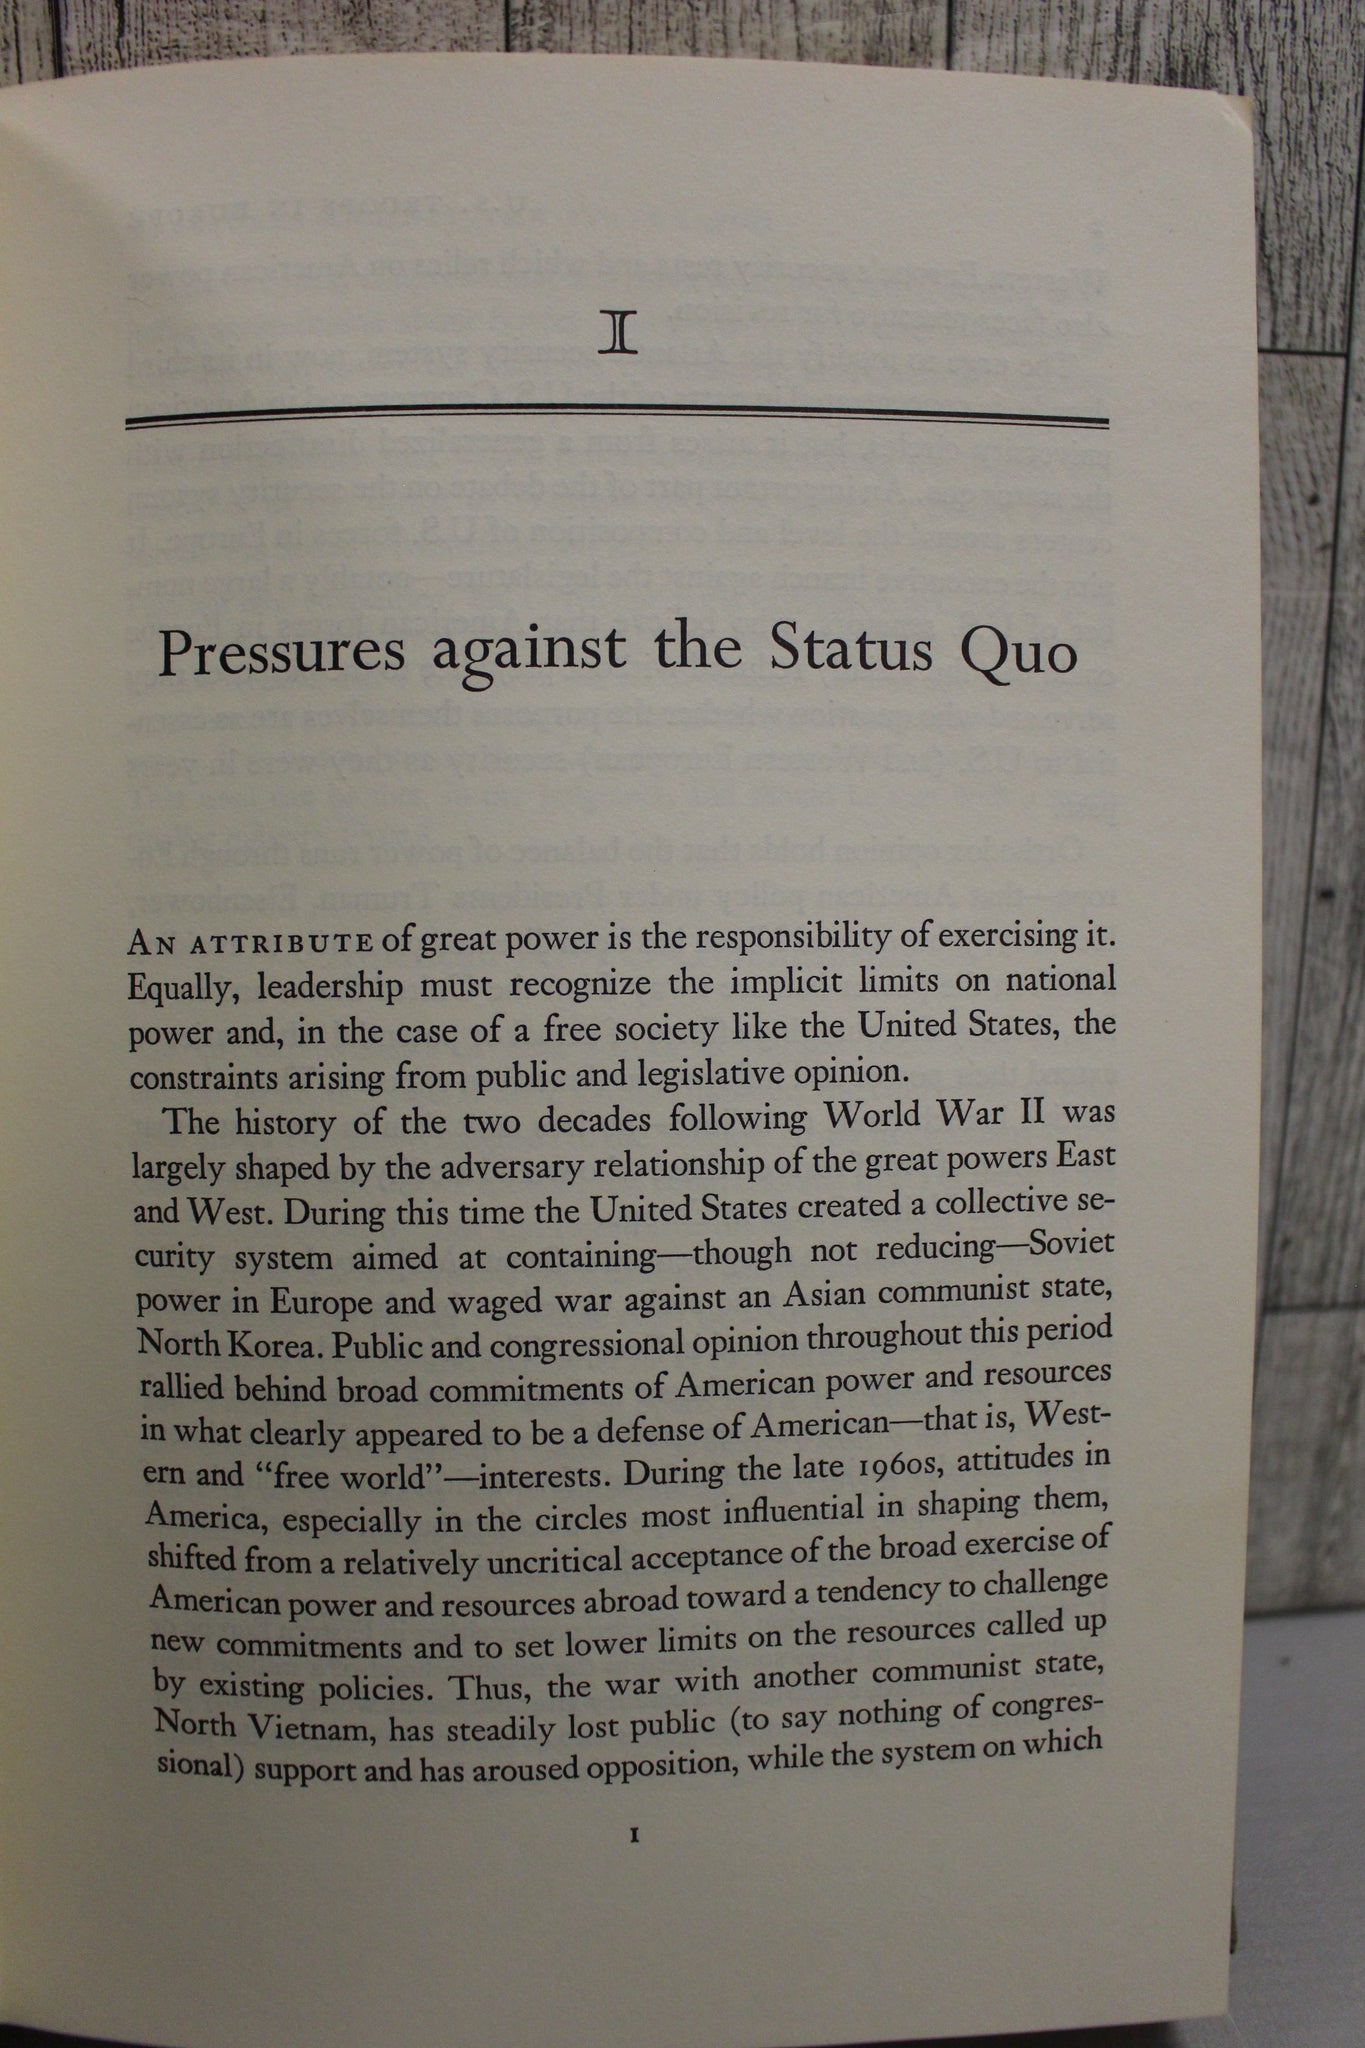 I
Pressures against the Status Quo
AN ATTRIBUTE of great power is the responsibility of exercising it.
Equally, leadership must recognize the implicit limits on national
power and, in the case of a free society like the United States, the
constraints arising from public and legislative opinion.
The history of the two decades following World War II was
largely shaped by the adversary relationship of the great powers East
and West. During this time the United States created a collective se-
curity system aimed at containing—though not reducing—Soviet
power in Europe and waged war against an Asian communist state,
North Korea. Public and congressional opinion throughout this period
rallied behind broad commitments of American power and resources
in what clearly appeared to be a defense of American—that is, West-
ern and “free world”—interests. During the late 1960s, attitudes in
America, especially in the circles most influential in shaping them,
shifted from a relatively uncritical acceptance of the broad exercise of
American power and resources abroad toward a tendency to challenge
new commitments and to set lower limits on the resources called up
by existing policies. Thus, the war with another communist state,
North Vietnam, has steadily lost public (to say nothing of congres-
sional) support and has aroused opposition, while the system on which
1